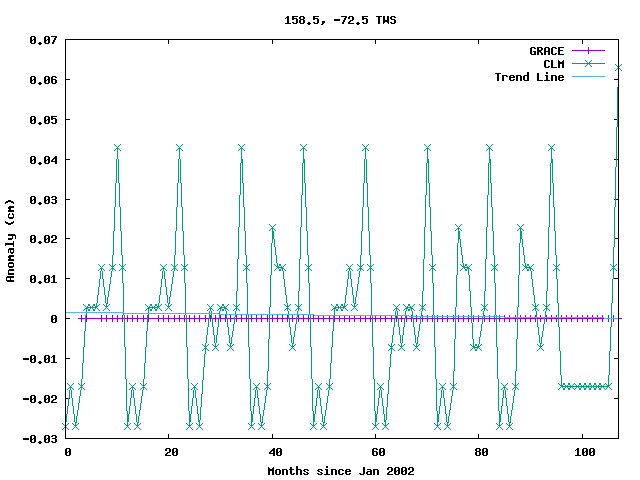 158.5, -72.5 TWS
GRACE
CLM
Trend Line
Anomaly (cm)
0.07
0.06
0.05
0.04
0.03
0.02
0.01
0
-0.01
-0.02
-0.03
0 20 40 60 80 100
Months since Jan 2002